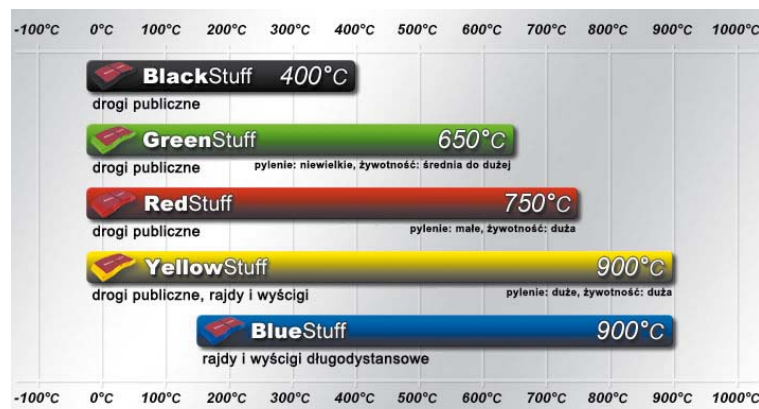 -100°C 0°C 100°C 200°C 300°C 400°C 500°C 600°C 700°C 800°C 900°C 1000°C
BlackStuff 400°C
drogi publiczne
GreenStuff 650°C
drogi publiczne pylenie: niewielkie, żywotność: średnia do dużej
RedStuff 750°C
drogi publiczne pylenie: małe, żywotność: duża
YellowStuff 900°C
drogi publiczne, rajdy i wyścigi pylenie: duże, żywotność: duża
BlueStuff 900°C
rajdy i wyścigi długodystansowe
-100°C 0°C 100°C 200°C 300°C 400°C 500°C 600°C 700°C 800°C 900°C 1000°C